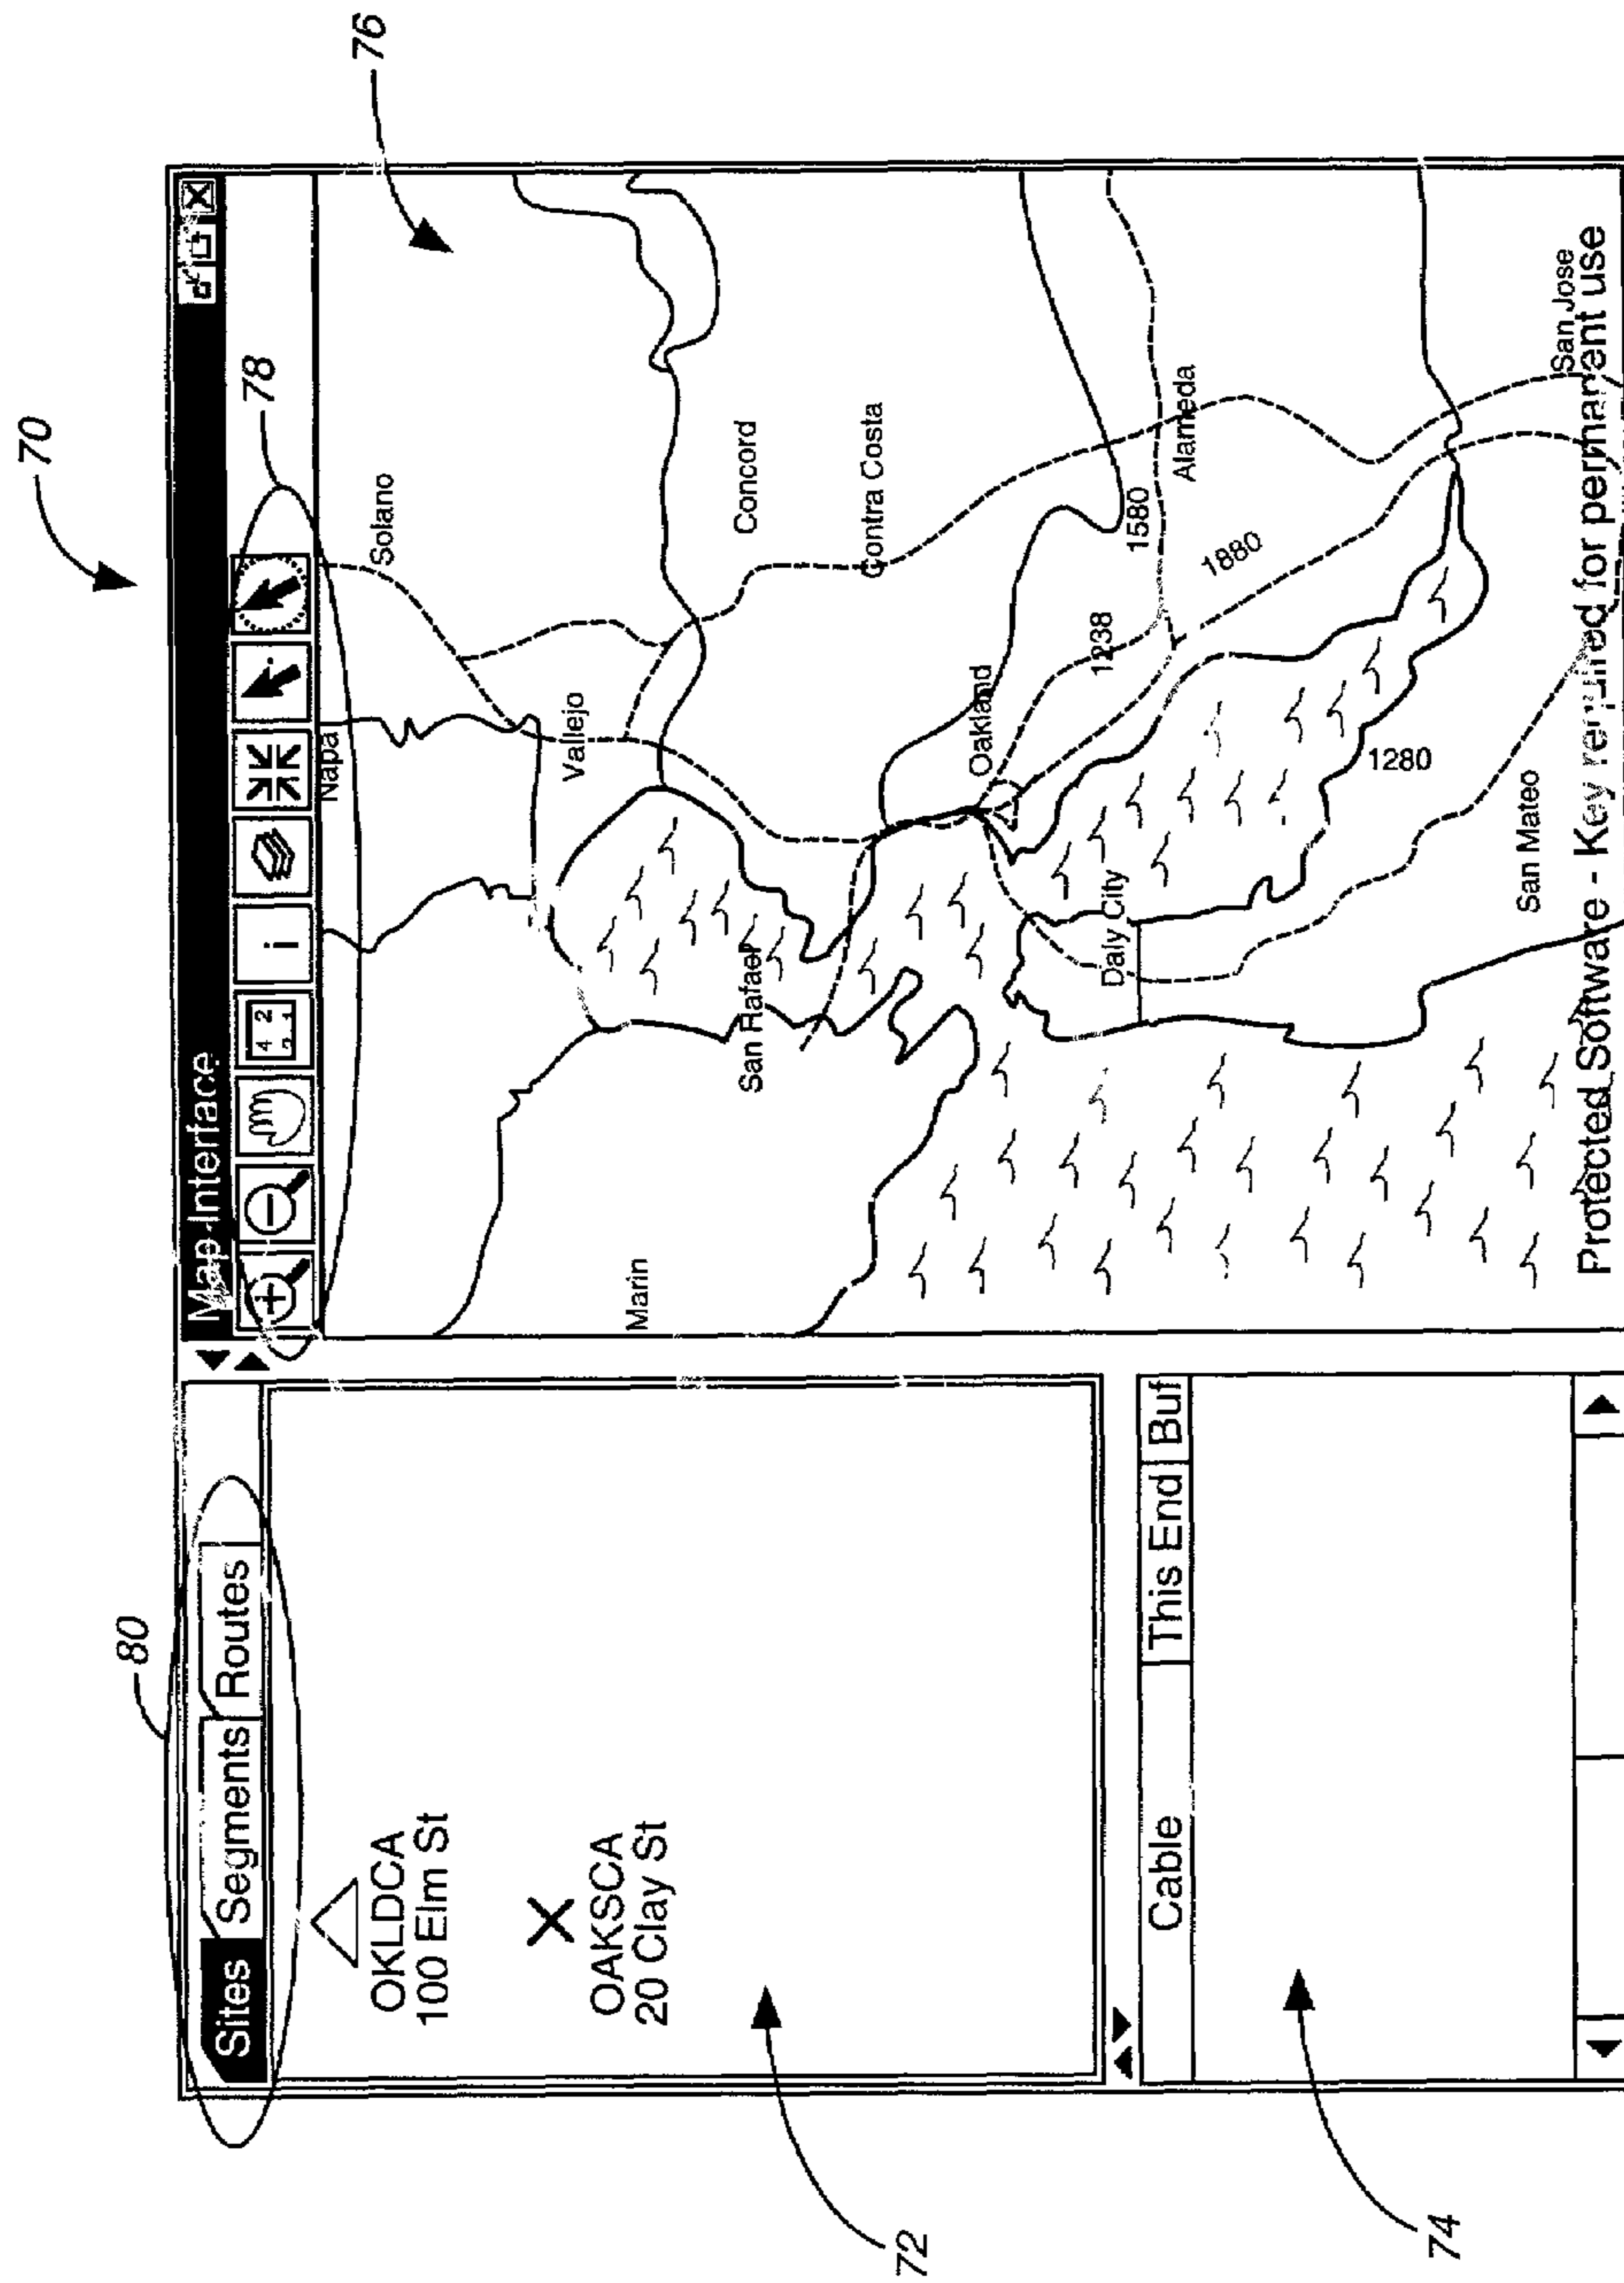 70
80
78
76
Map-Interface
Sites Segments Routes
4 2
i
OKLDCA
100 Elm St
X
OAKSCA
20 Clay St
72
Cable This End Buf
74
Napa
Solano
Vallejo
Marin
San Rafael
Concord
Contra Costa
Oakland
1238
1580
Alameda
1880
Daly City
1280
San Mateo
San Jose
Protected Software - Key required for permanent use